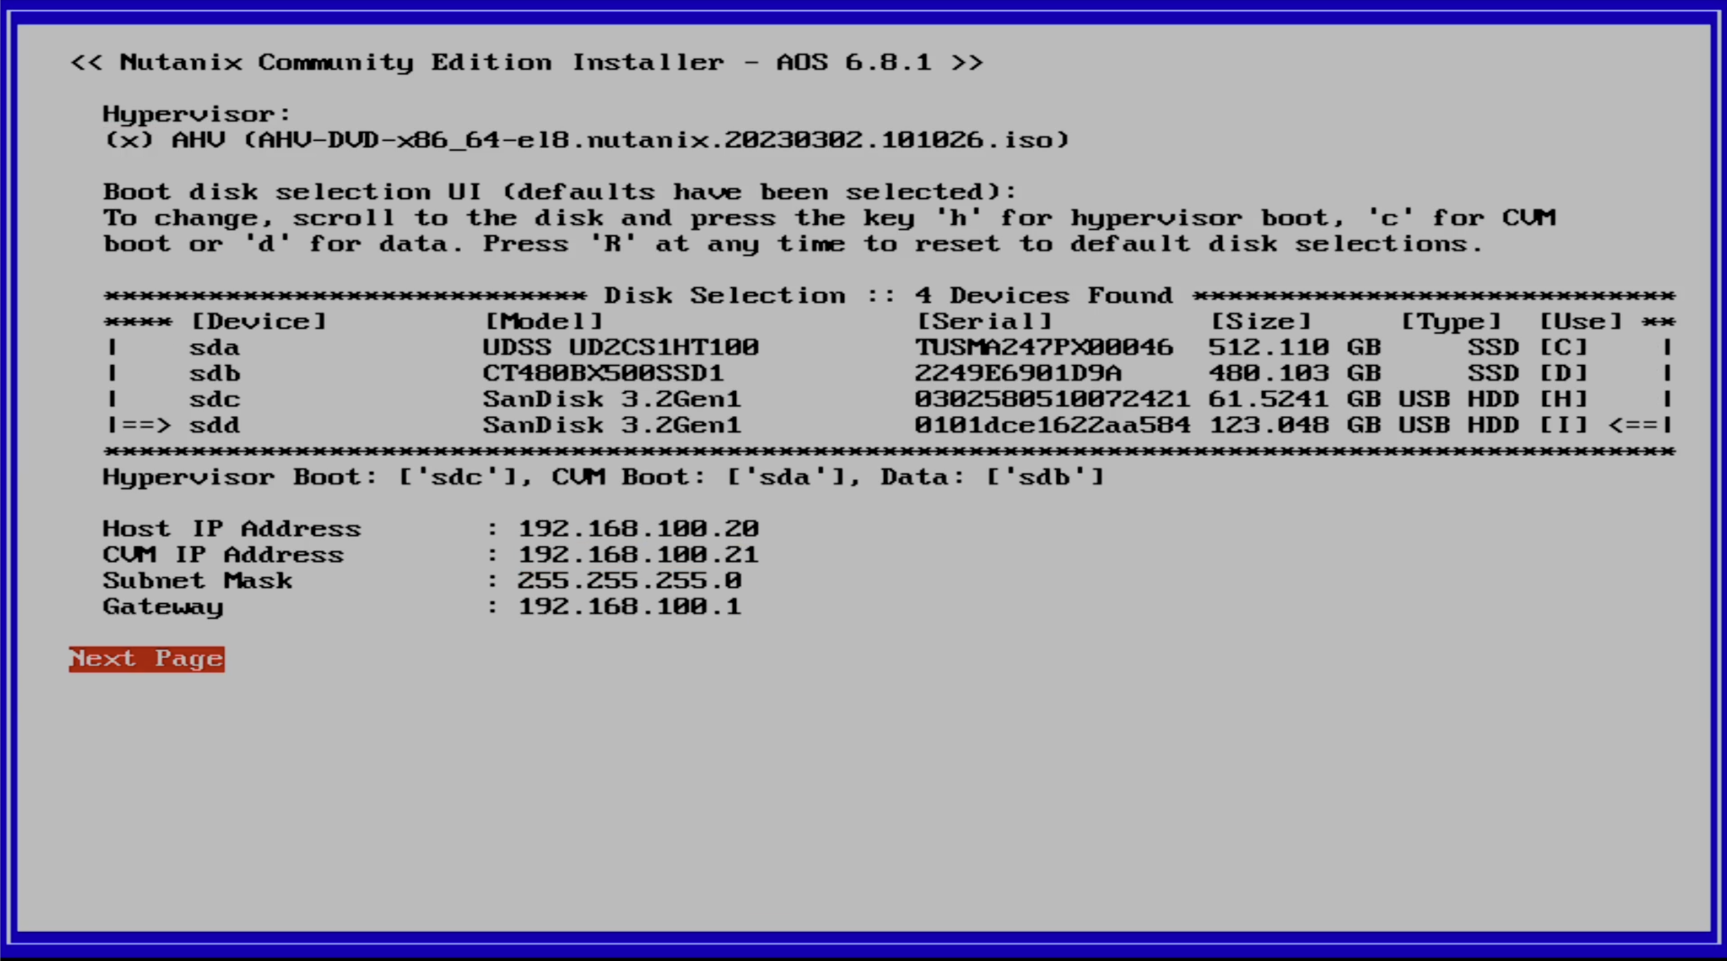 << Nutanix Community Edition Installer - AOS 6.8.1 >>
Hypervisor:
(x) AHV (AHV-DVD-x86_64-el8.nutanix.20230302.101026.iso)
Boot disk selection UI (defaults have been selected):
To change, scroll to the disk and press the key 'h' for hypervisor boot, 'c' for CVM
boot or 'd' for data. Press 'R' at any time to reset to default disk selections.
**************************** Disk Selection :: 4 Devices Found ****************************
**** [Device] [Model] [Serial] [Size] [Type] [Use] **
| sda UDSS UD2CS1HT100 TUSMA247PX00046 512.110 GB SSD [C] |
| sdb CT480BX500SSD1 2249E6901D9A 480.103 GB SSD [D] |
| sdc SanDisk 3.2Gen1 0302580510072421 61.5241 GB USB HDD [H] |
|==> sdd SanDisk 3.2Gen1 0101dce1622aa584 123.048 GB USB HDD [I] <==|
*******************************************************************************************
Hypervisor Boot: ['sdc'], CVM Boot: ['sda'], Data: ['sdb']
Host IP Address : 192.168.100.20
CVM IP Address : 192.168.100.21
Subnet Mask : 255.255.255.0
Gateway : 192.168.100.1
Next Page